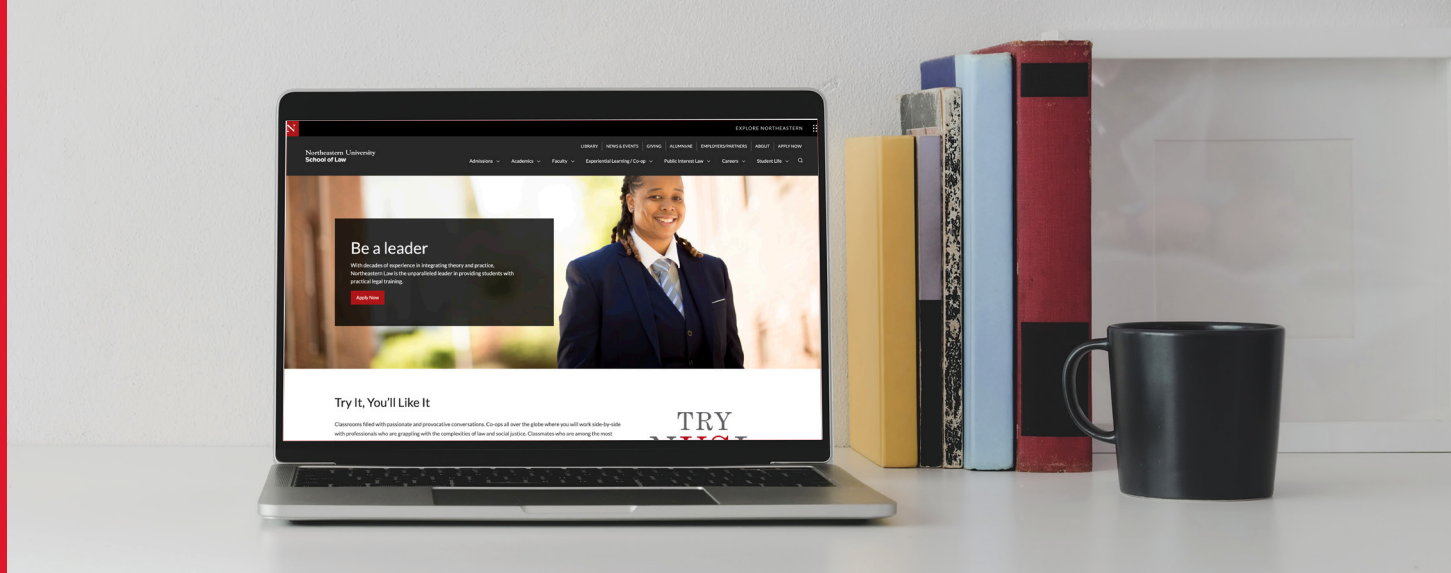 N
EXPLORE NORTHEASTERN
Northeastern University
School of Law
LIBRARY NEWS & EVENTS GIVING ALUMNI/AE EMPLOYERS/PARTNERS ABOUT APPLY NOW
Admissions Academics Faculty Experiential Learning / Co-op Public Interest Law Careers Student Life
Be a leader
With decades of experience in integrating theory and practice,
Northeastern Law is the unparalleled leader in providing students with
practical legal training.
Apply Now
Try It, You'll Like It
Classrooms filled with passionate and provocative conversations. Co-ops all over the globe where you will work side-by-side
with professionals who are grappling with the complexities of law and social justice. Classmates who are among the most
TRY